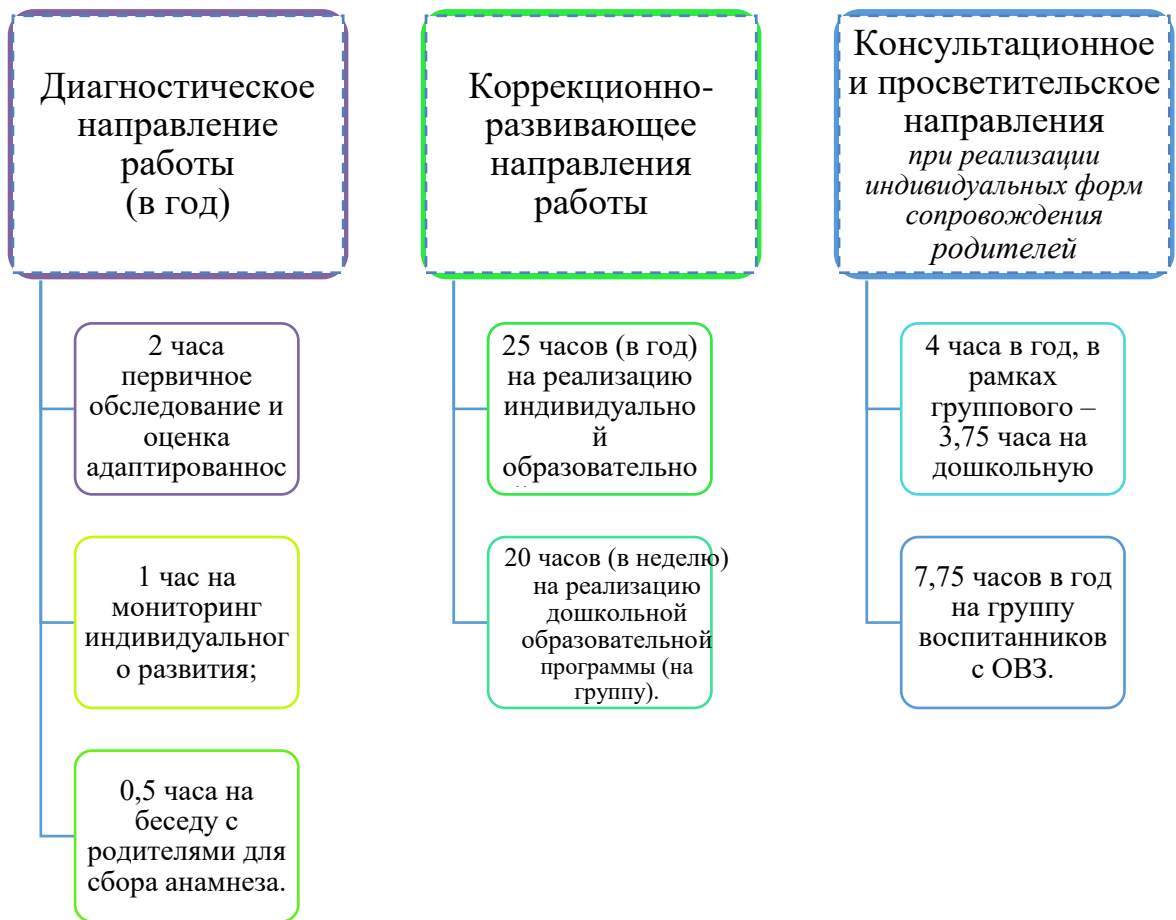 Диагностическое
направление
работы
(в год)
2 часа
первичное
обследование и
оценка
адаптированнос
1 час на
мониторинг
индивидуальног
о развития;
0,5 часа на
беседу с
родителями для
сбора анамнеза.
Коррекционно-
развивающее
направления
работы
25 часов (в год)
на реализацию
индивидуально
й
образовательно
20 часов (в неделю)
на реализацию
дошкольной
образовательной
программы (на
группу).
Консультационное
и просветительское
направления
при реализации
индивидуальных форм
сопровождения
родителей
4 часа в год, в
рамках
группового –
3,75 часа на
дошкольную
7,75 часов в год
на группу
воспитанников
с ОВЗ.